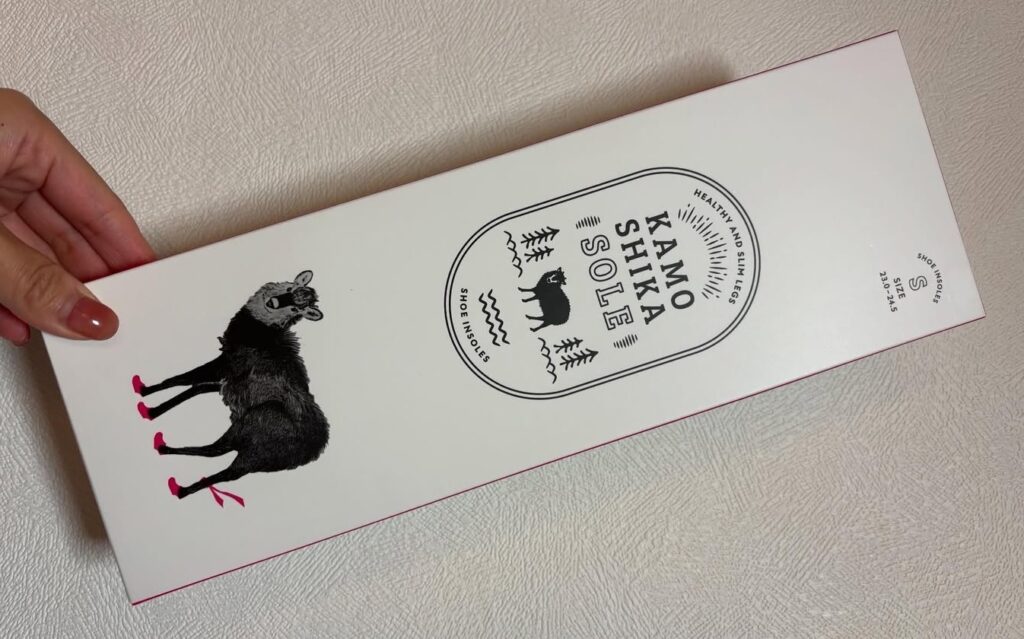 HEALTHY AND SLIM LEGS
KAMO
SHIKA
SOLE
SHOE INSOLES
SHOE INSOLES
S
SIZE
23.0-24.5